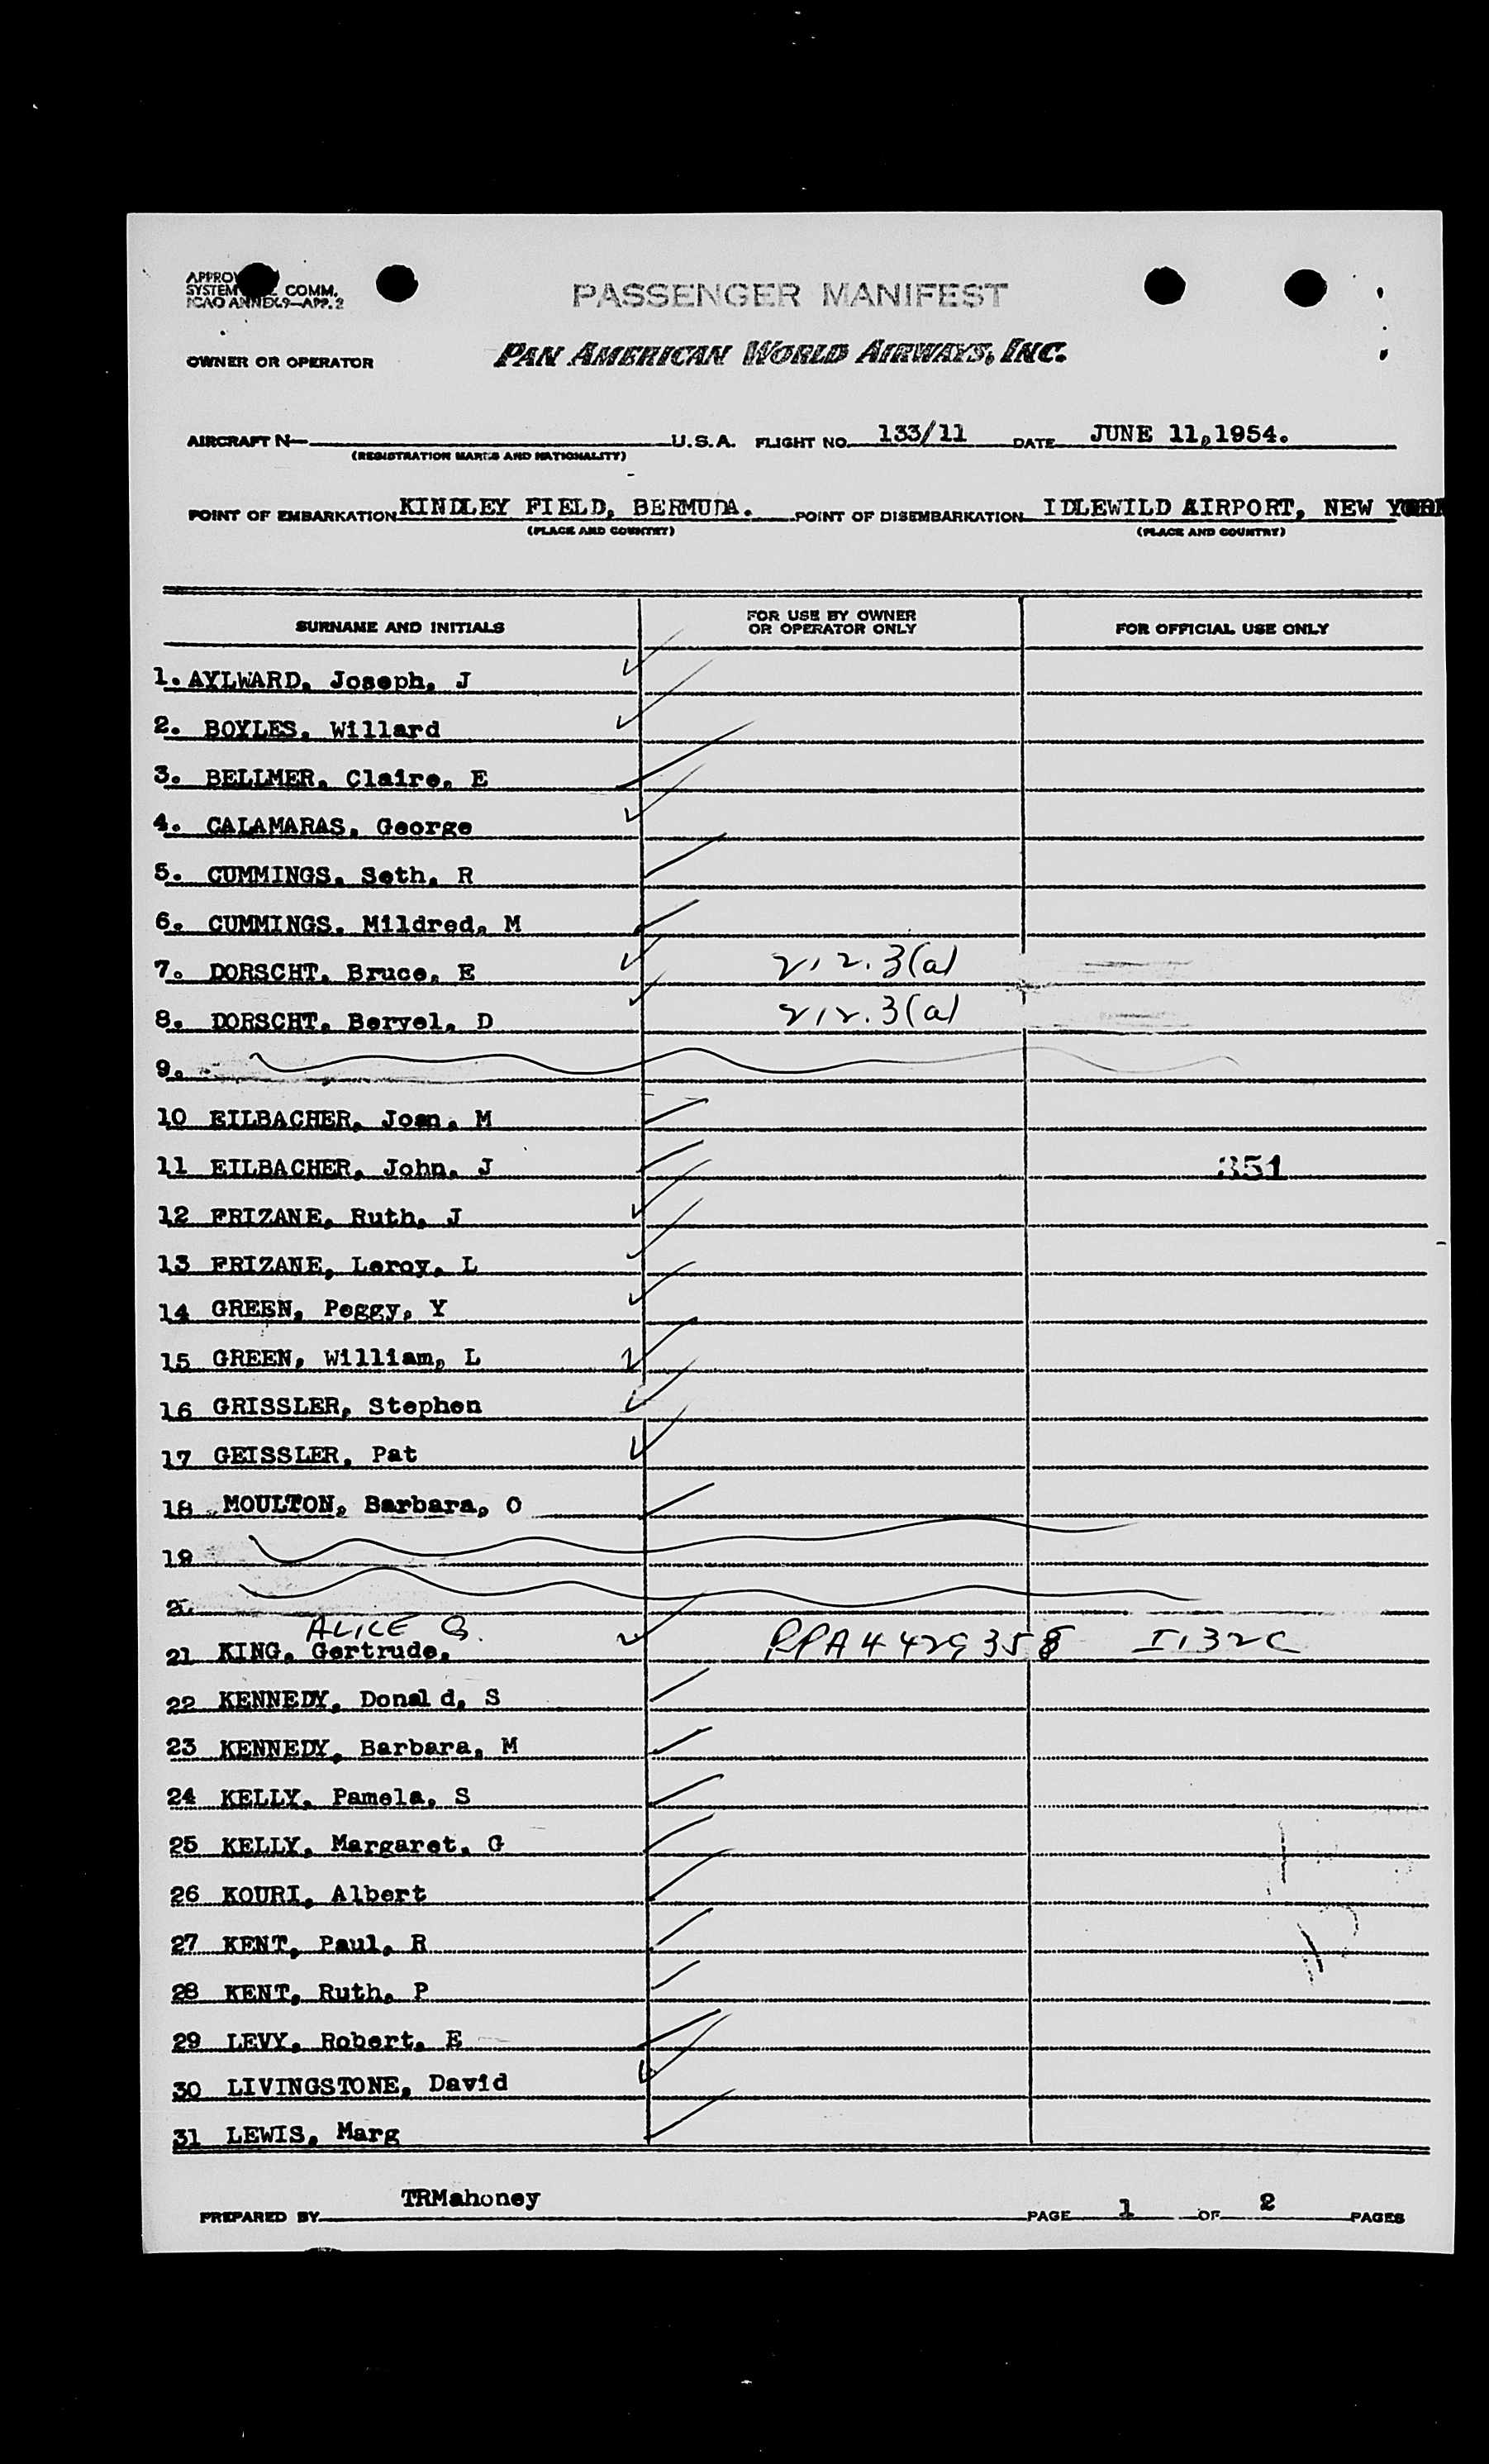 APPRO
SYSTEM COMM.
ICAO ANNEX 9—APP. 2
PASSENGER MANIFEST
OWNER OR OPERATOR PAN AMERICAN WORLD AIRWAYS, INC.
AIRCRAFT N— U.S.A. FLIGHT NO. 133/11 DATE JUNE 11,1954.
(REGISTRATION MARKS AND NATIONALITY)
POINT OF EMBARKATION KINDLEY FIELD, BERMUDA. POINT OF DISEMBARKATION IDLEWILD AIRPORT, NEW YORK
(PLACE AND COUNTRY) (PLACE AND COUNTRY)
SURNAME AND INITIALS FOR USE BY OWNER OR OPERATOR ONLY FOR OFFICIAL USE ONLY
1. AYLWARD, Joseph, J
2. BOYLES, Willard
3. BELLMER, Claire, E
4. CALAMARAS, George
5. CUMMINGS, Seth, R
6. CUMMINGS, Mildred, M
7. DORSCHT, Bruce, E 212.3(a)
8. DORSCHT, Beryel, D 212.3(a)
9.
10 EILBACHER, Joan, M
11 EILBACHER, John, J 351
12 FRIZANE, Ruth, J
13 FRIZANE, Leroy, L
14 GREEN, Peggy, Y
15 GREEN, William, L
16 GRISSLER, Stephen
17 GEISSLER, Pat
18 MOULTON, Barbara, O
19
20
ALICE G.
21 KING, Gertrude, PPA4429358 I132C
22 KENNEDY, Donal d, S
23 KENNEDY, Barbara, M
24 KELLY, Pamela, S
25 KELLY, Margaret, G
26 KOURI, Albert
27 KENT, Paul, R
28 KENT, Ruth, P
29 LEVY, Robert, E
30 LIVINGSTONE, David
31 LEWIS, Marg
PREPARED BY TRMahoney PAGE 1 OF 2 PAGES